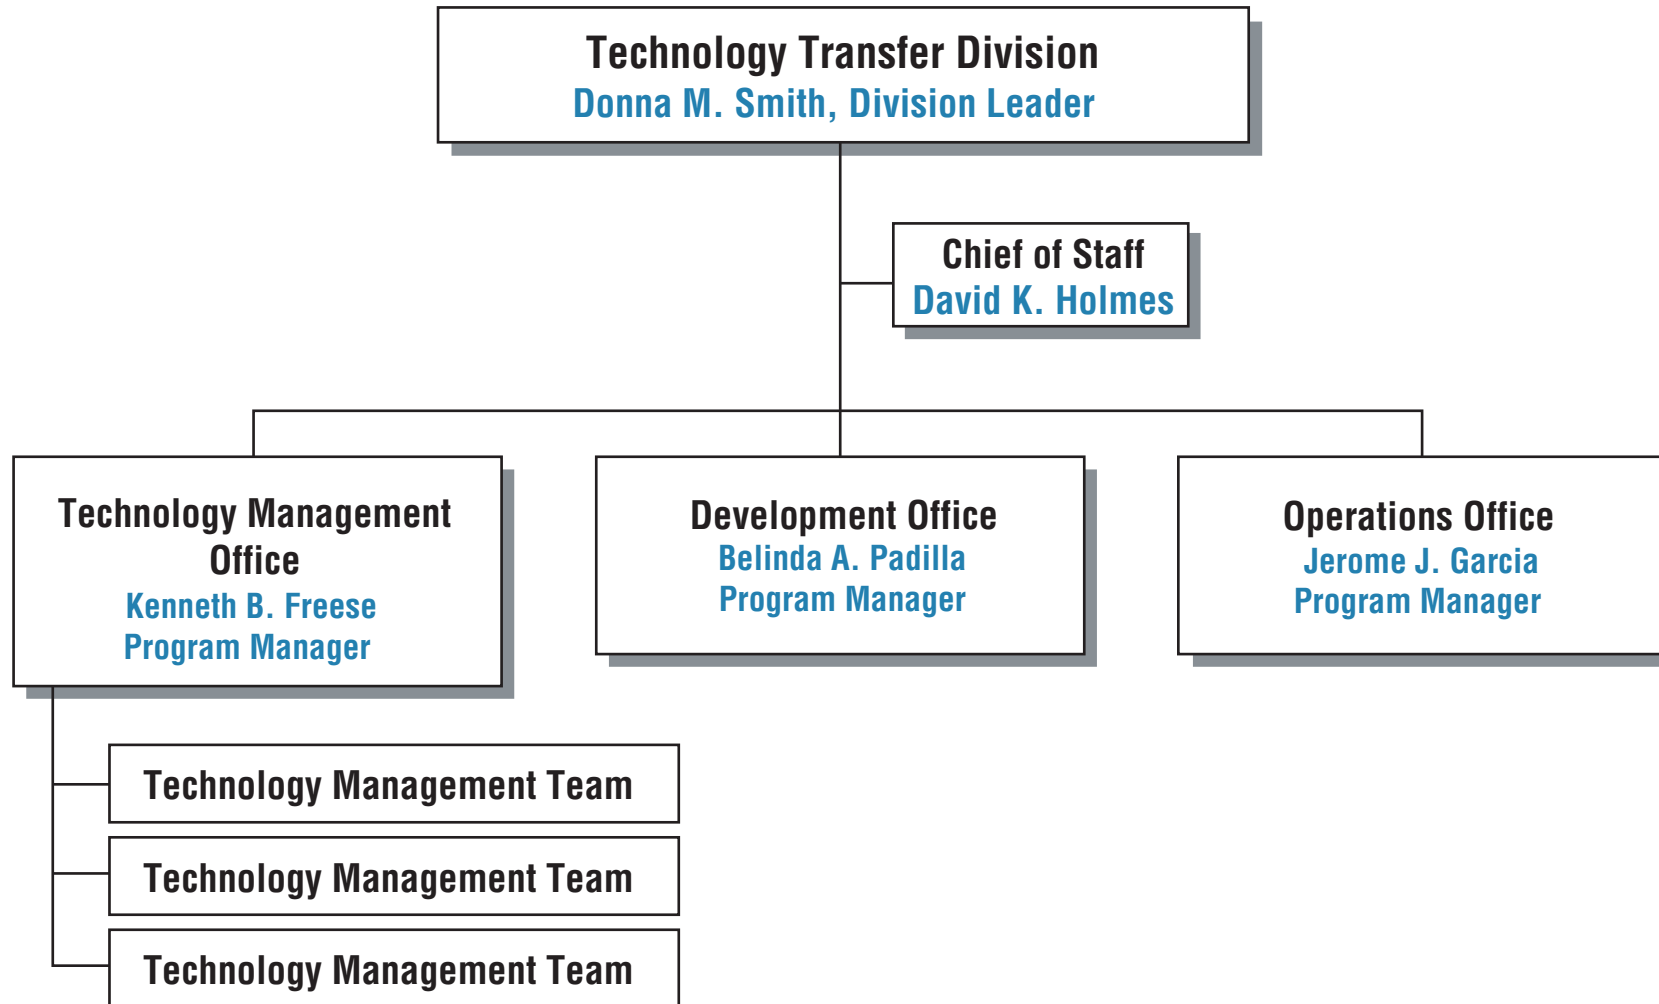 Technology Transfer Division
Donna M. Smith, Division Leader
Chief of Staff
David K. Holmes
Technology Management
Office
Kenneth B. Freese
Program Manager
Development Office
Belinda A. Padilla
Program Manager
Operations Office
Jerome J. Garcia
Program Manager
Technology Management Team
Technology Management Team
Technology Management Team